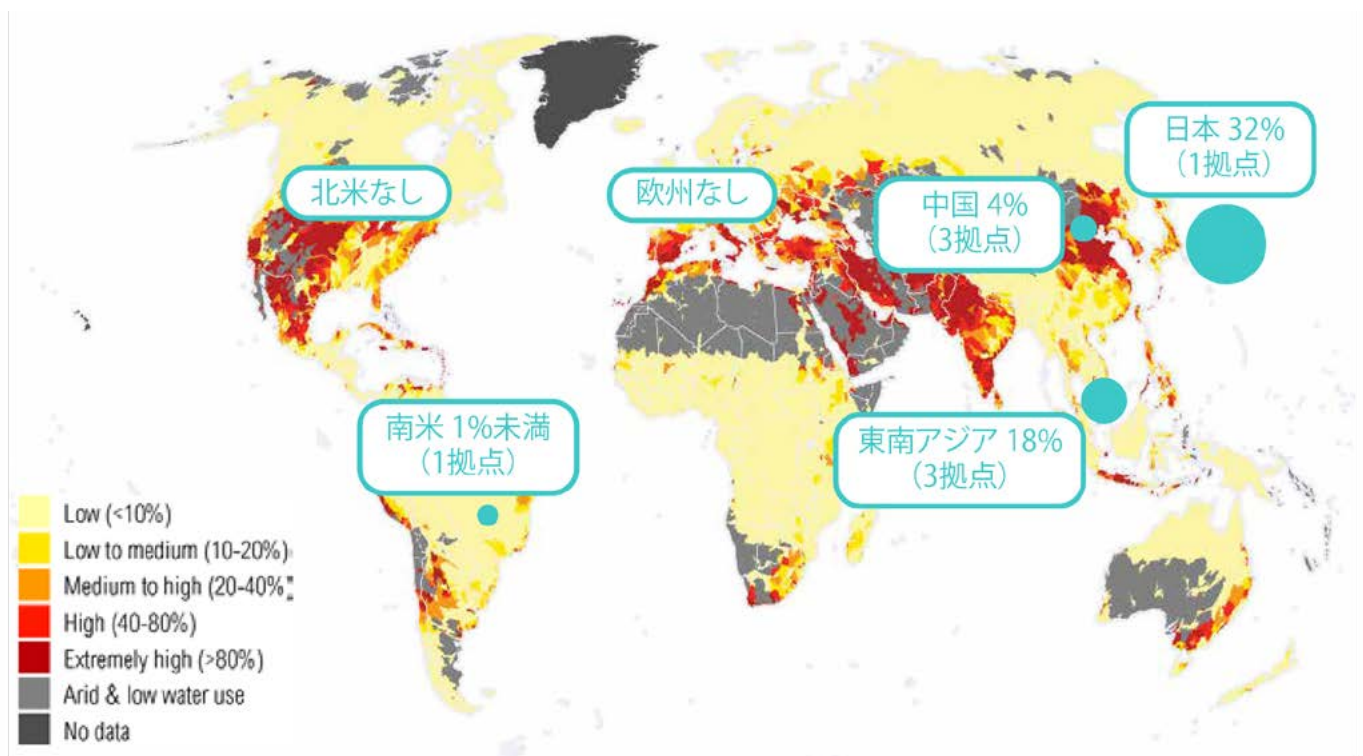 日本 32%
(1拠点)
北米なし
欧州なし
中国 4%
(3拠点)
南米 1%未満
(1拠点)
東南アジア 18%
(3拠点)
Low (<10%)
Low to medium (10-20%)
Medium to high (20-40%
High (40-80%)
Extremely high (>80%)
Arid & low water use
No data